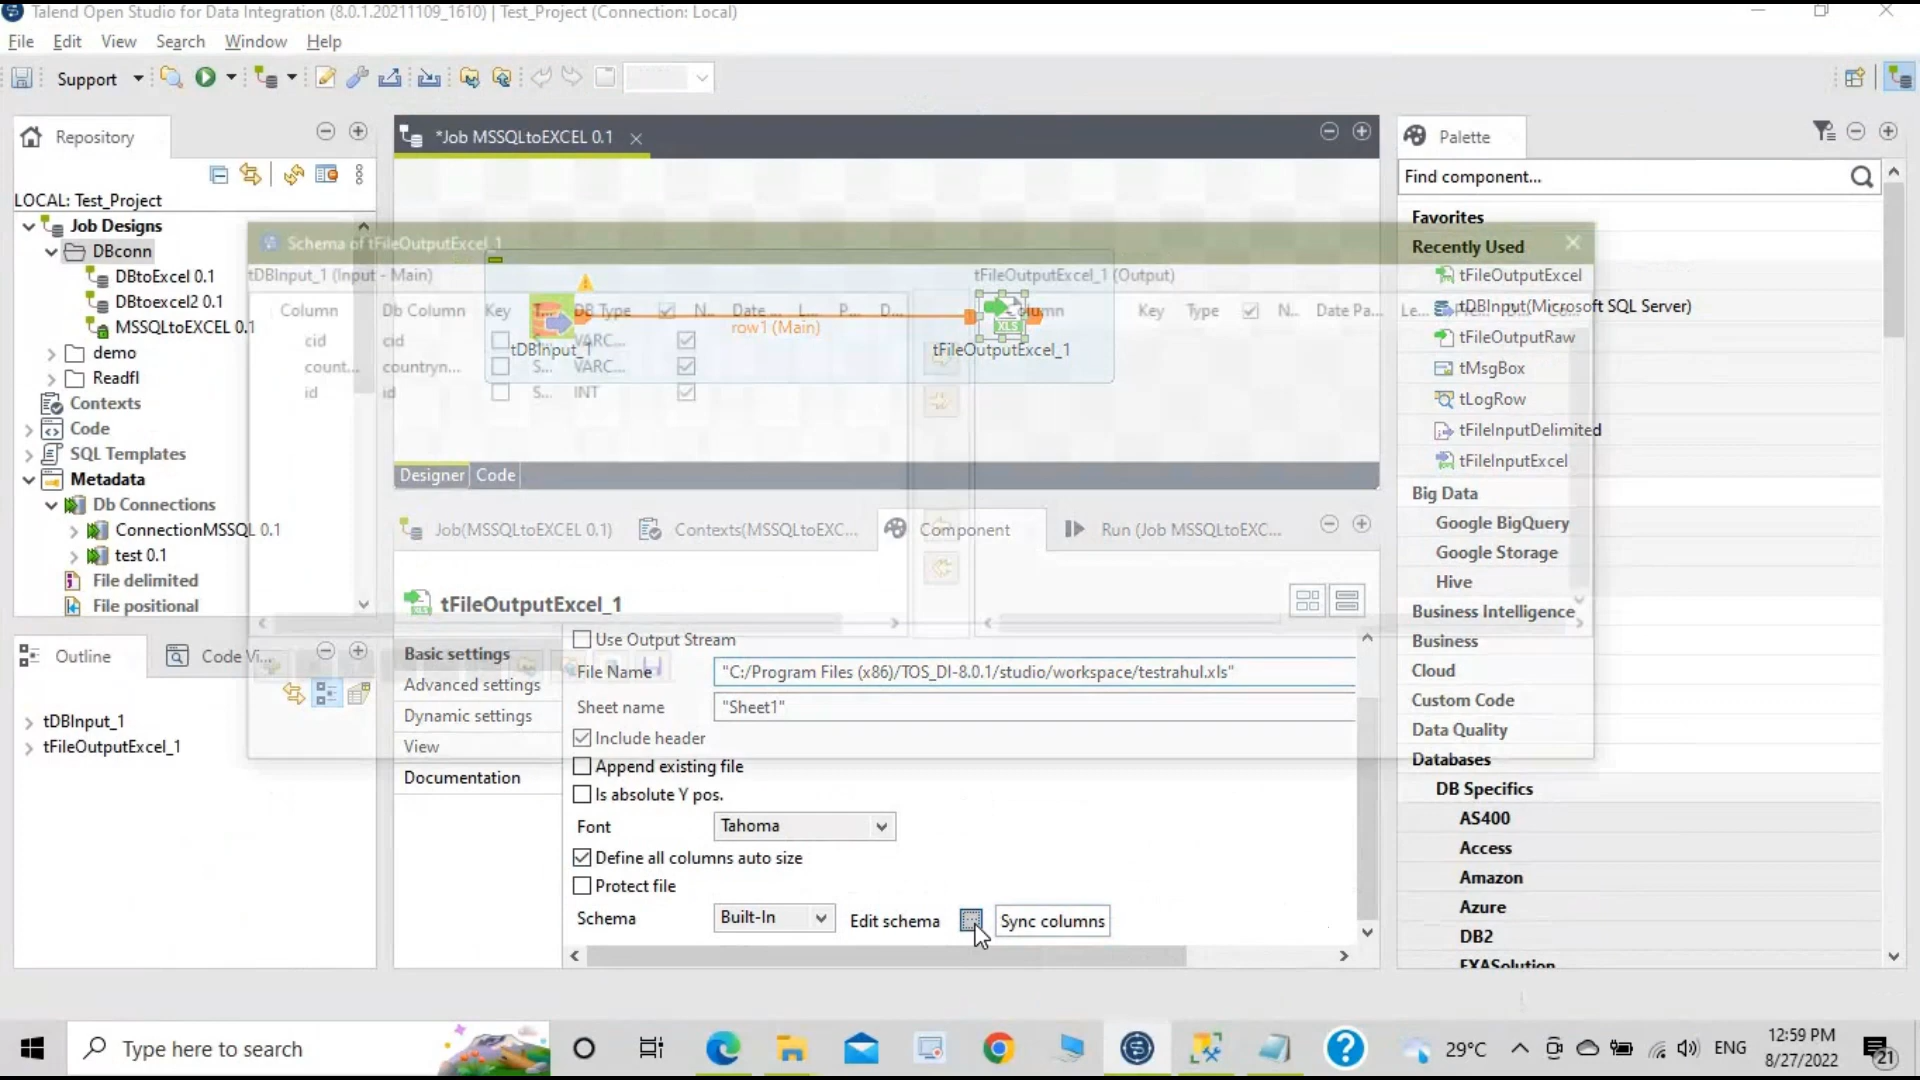 Talend Open Studio for Data Integration (8.0.1.20211109_1610) | Test_Project (Connection: Local)
File Edit View Search Window Help
Support
Repository
LOCAL: Test_Project
Job Designs
DBconn
DBtoExcel 0.1
DBtoexcel2 0.1
MSSQLtoEXCEL 0.1
demo
Readfl
Contexts
Code
SQL Templates
Metadata
Db Connections
ConnectionMSSQL 0.1
test 0.1
File delimited
File positional
Outline
Code Vi...
tDBInput_1
tFileOutputExcel_1
*Job MSSQLtoEXCEL 0.1
Schema of tFileOutputExcel_1
tDBInput_1 (Input - Main)
tFileOutputExcel_1 (Output)
Column Db Column Key T... DB Type N.. Date... L... P... D...
Column Key Type N.. Date Pa... Le...
cid cid VARC...
count... countryn... S... VARC...
id id S... INT
row1 (Main)
tDBInput_1
tFileOutputExcel_1
Designer Code
Job(MSSQLtoEXCEL 0.1) Contexts(MSSQLtoEXC... Component Run (Job MSSQLtoEXC...
tFileOutputExcel_1
Basic settings
Advanced settings
Dynamic settings
View
Documentation
Use Output Stream
File Name "C:/Program Files (x86)/TOS_DI-8.0.1/studio/workspace/testrahul.xls"
Sheet name "Sheet1"
Include header
Append existing file
Is absolute Y pos.
Font Tahoma
Define all columns auto size
Protect file
Schema Built-In Edit schema Sync columns
Palette
Find component...
Favorites
Recently Used
tFileOutputExcel
tDBInput(Microsoft SQL Server)
tFileOutputRaw
tMsgBox
tLogRow
tFileInputDelimited
tFileInputExcel
Big Data
Google BigQuery
Google Storage
Hive
Business Intelligence
Business
Cloud
Custom Code
Data Quality
Databases
DB Specifics
AS400
Access
Amazon
Azure
DB2
EXASolution
Type here to search
29°C
ENG
12:59 PM
8/27/2022
21